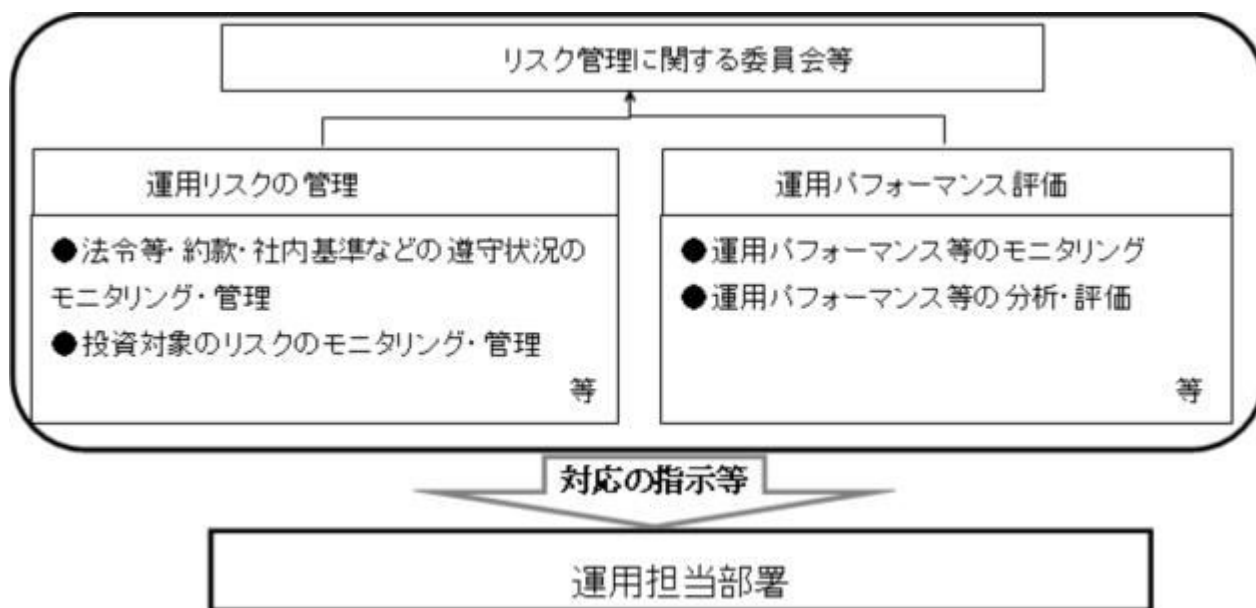 リスク管理に関する委員会等
運用リスクの管理
●法令等・約款・社内基準などの遵守状況の
モニタリング・管理
●投資対象のリスクのモニタリング・管理
等
運用パフォーマンス評価
●運用パフォーマンス等のモニタリング
●運用パフォーマンス等の分析・評価
等
対応の指示等
運用担当部署